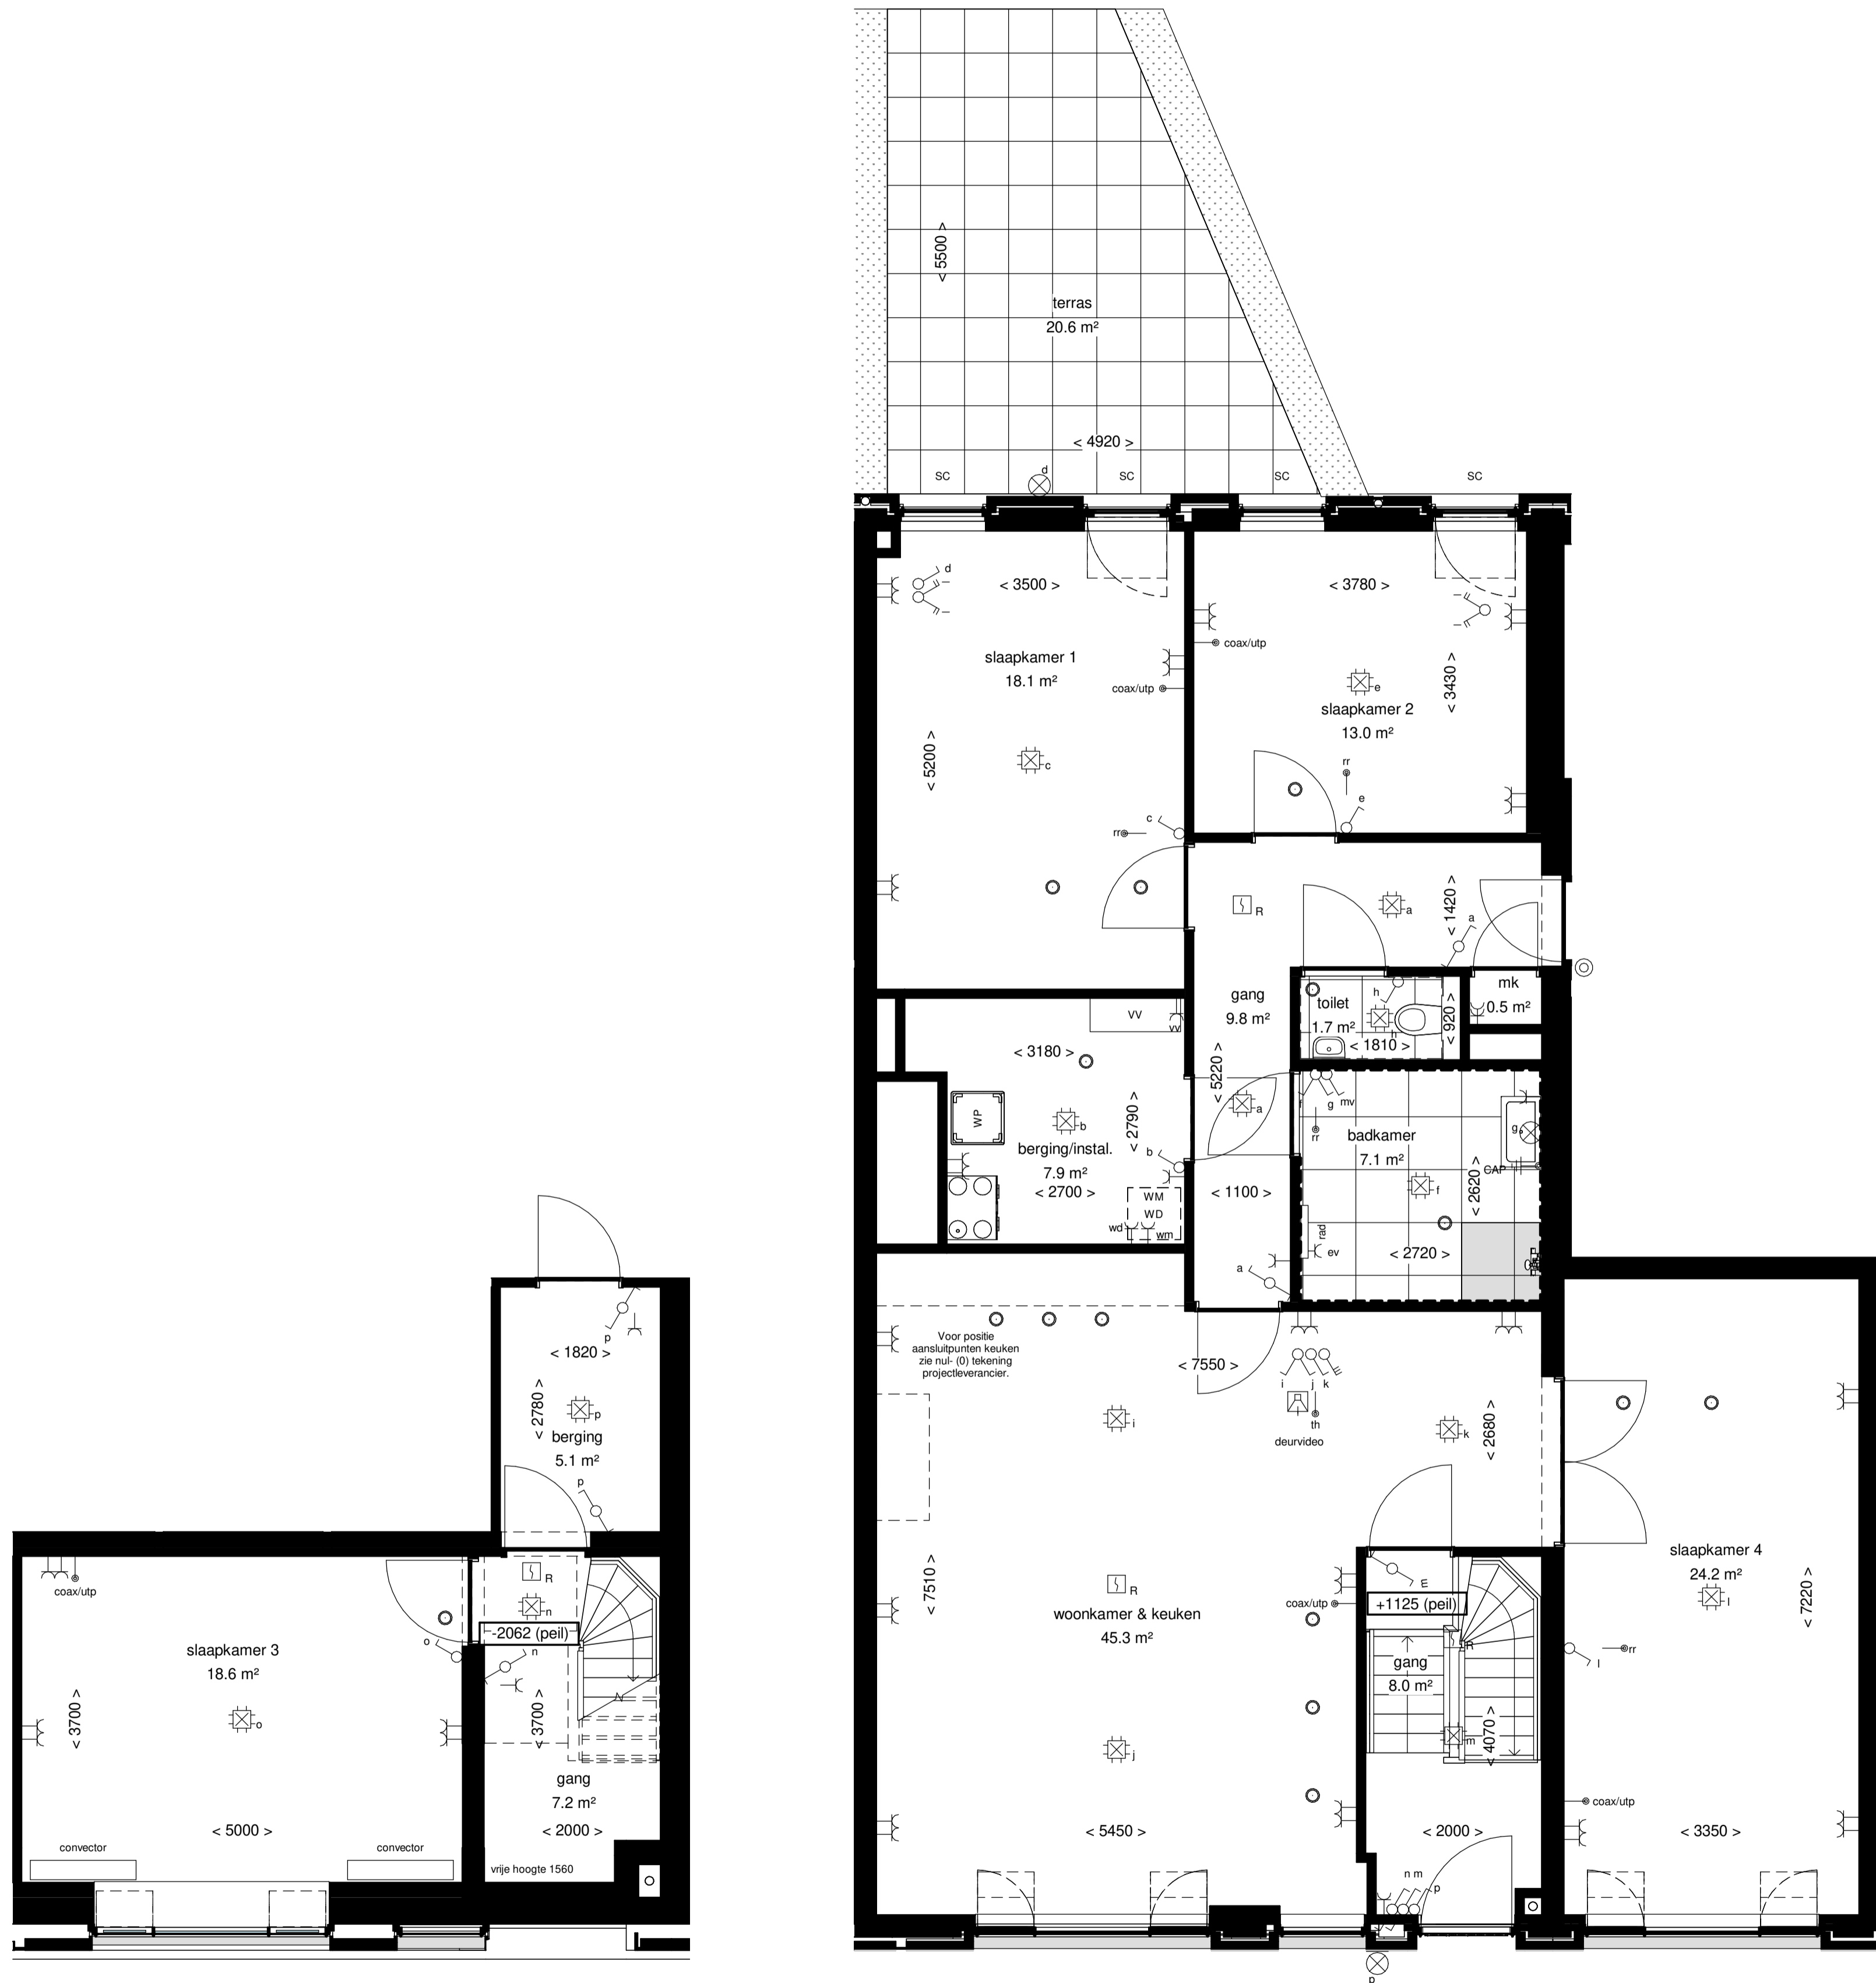 < 5500 >
terras
20.6 m²
< 4920 >
SC
d
SC
SC
SC
d
< 3500 >
< 3780 >
coax/utp
slaapkamer 1
18.1 m²
coax/utp
< 3430 >
e
slaapkamer 2
13.0 m²
< 5200 >
c
rr
e
c
rr
R
a
< 1420 >
a
gang
9.8 m²
toilet
1.7 m²
h
h
< 1810 >
< 920 >
mk
0.5 m²
VV
vv
< 3180 >
< 5220 >
a
WP
b
< 2790 >
berging/instal.
7.9 m²
b
< 2700 >
WM
WD
wd
wm
< 1100 >
f
g
mv
rr
badkamer
7.1 m²
g
CAP
f
< 2620 >
rad
ev
< 2720 >
a
p
< 1820 >
< 2780 >
p
berging
5.1 m²
p
Voor positie
aansluitpunten keuken
zie nul- (0) tekening
projectleverancier.
< 7550 >
i
j
k
th
deurvideo
i
k
< 2680 >
coax/utp
R
n
-2062 (peil)
n
o
slaapkamer 3
18.6 m²
o
< 3700 >
< 3700 >
gang
7.2 m²
< 5000 >
< 2000 >
convector
convector
vrije hoogte 1560
< 7510 >
R
woonkamer & keuken
45.3 m²
coax/utp
m
+1125 (peil)
R
gang
8.0 m²
m
< 4070 >
j
< 5450 >
< 2000 >
n m
p
p
slaapkamer 4
24.2 m²
l
< 7220 >
rr
l
coax/utp
< 3350 >